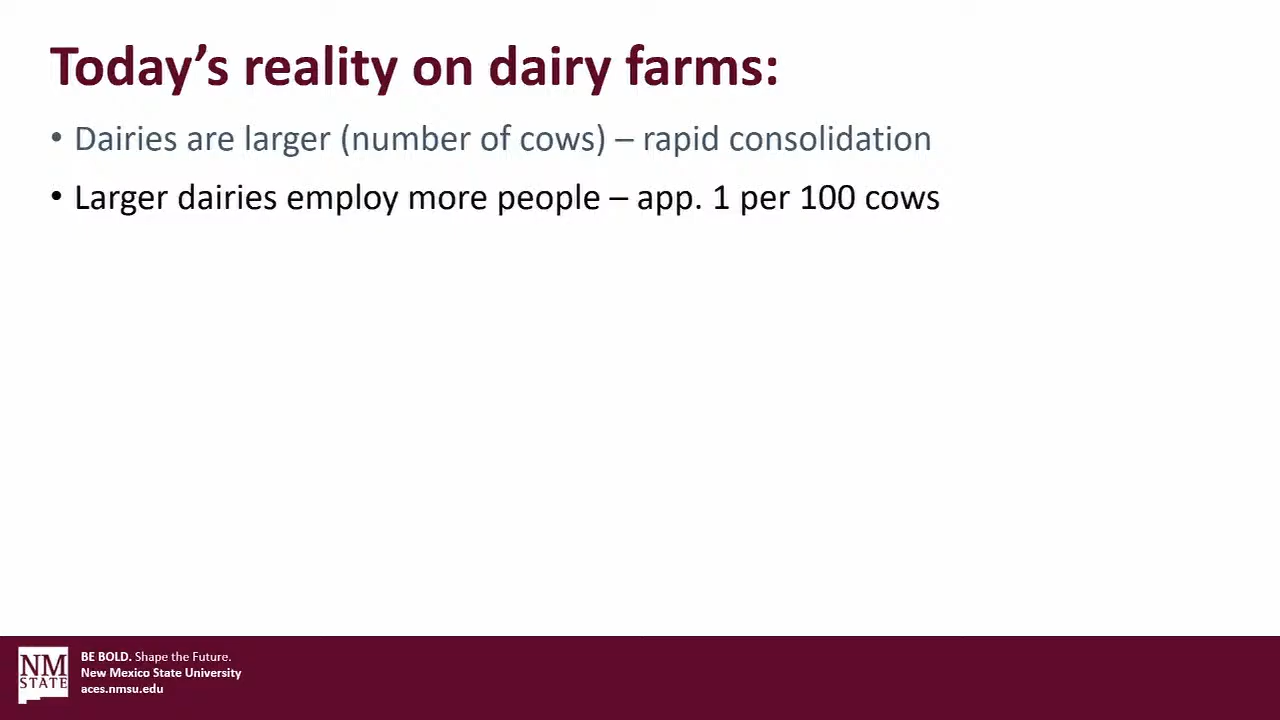 Today’s reality on dairy farms:
• Dairies are larger (number of cows) – rapid consolidation
• Larger dairies employ more people – app. 1 per 100 cows
NM
STATE
BE BOLD. Shape the Future.
New Mexico State University
aces.nmsu.edu